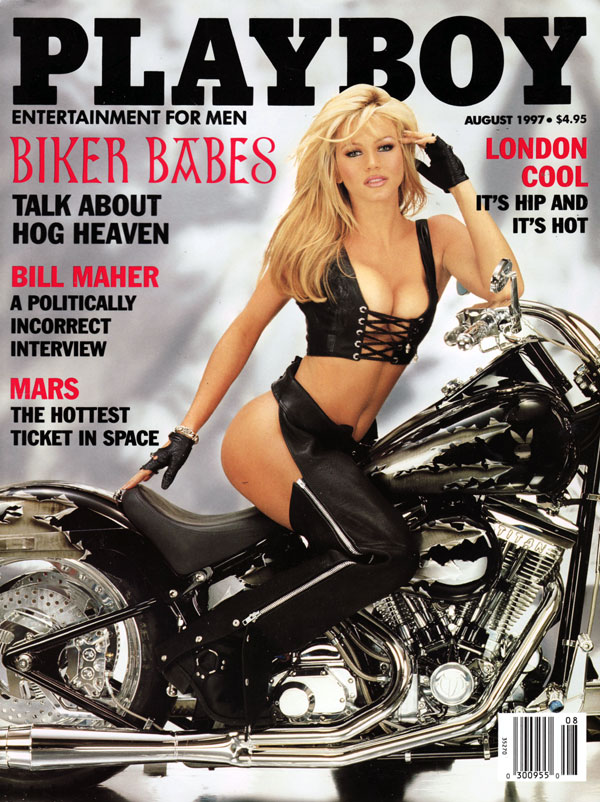 PLAYBOY
ENTERTAINMENT FOR MEN
AUGUST 1997 • $4.95
BIKER BABES
TALK ABOUT
HOG HEAVEN
BILL MAHER
A POLITICALLY
INCORRECT
INTERVIEW
MARS
THE HOTTEST
TICKET IN SPACE
LONDON
COOL
IT'S HIP AND
IT'S HOT
TITAN
08
35270
0 300955 0